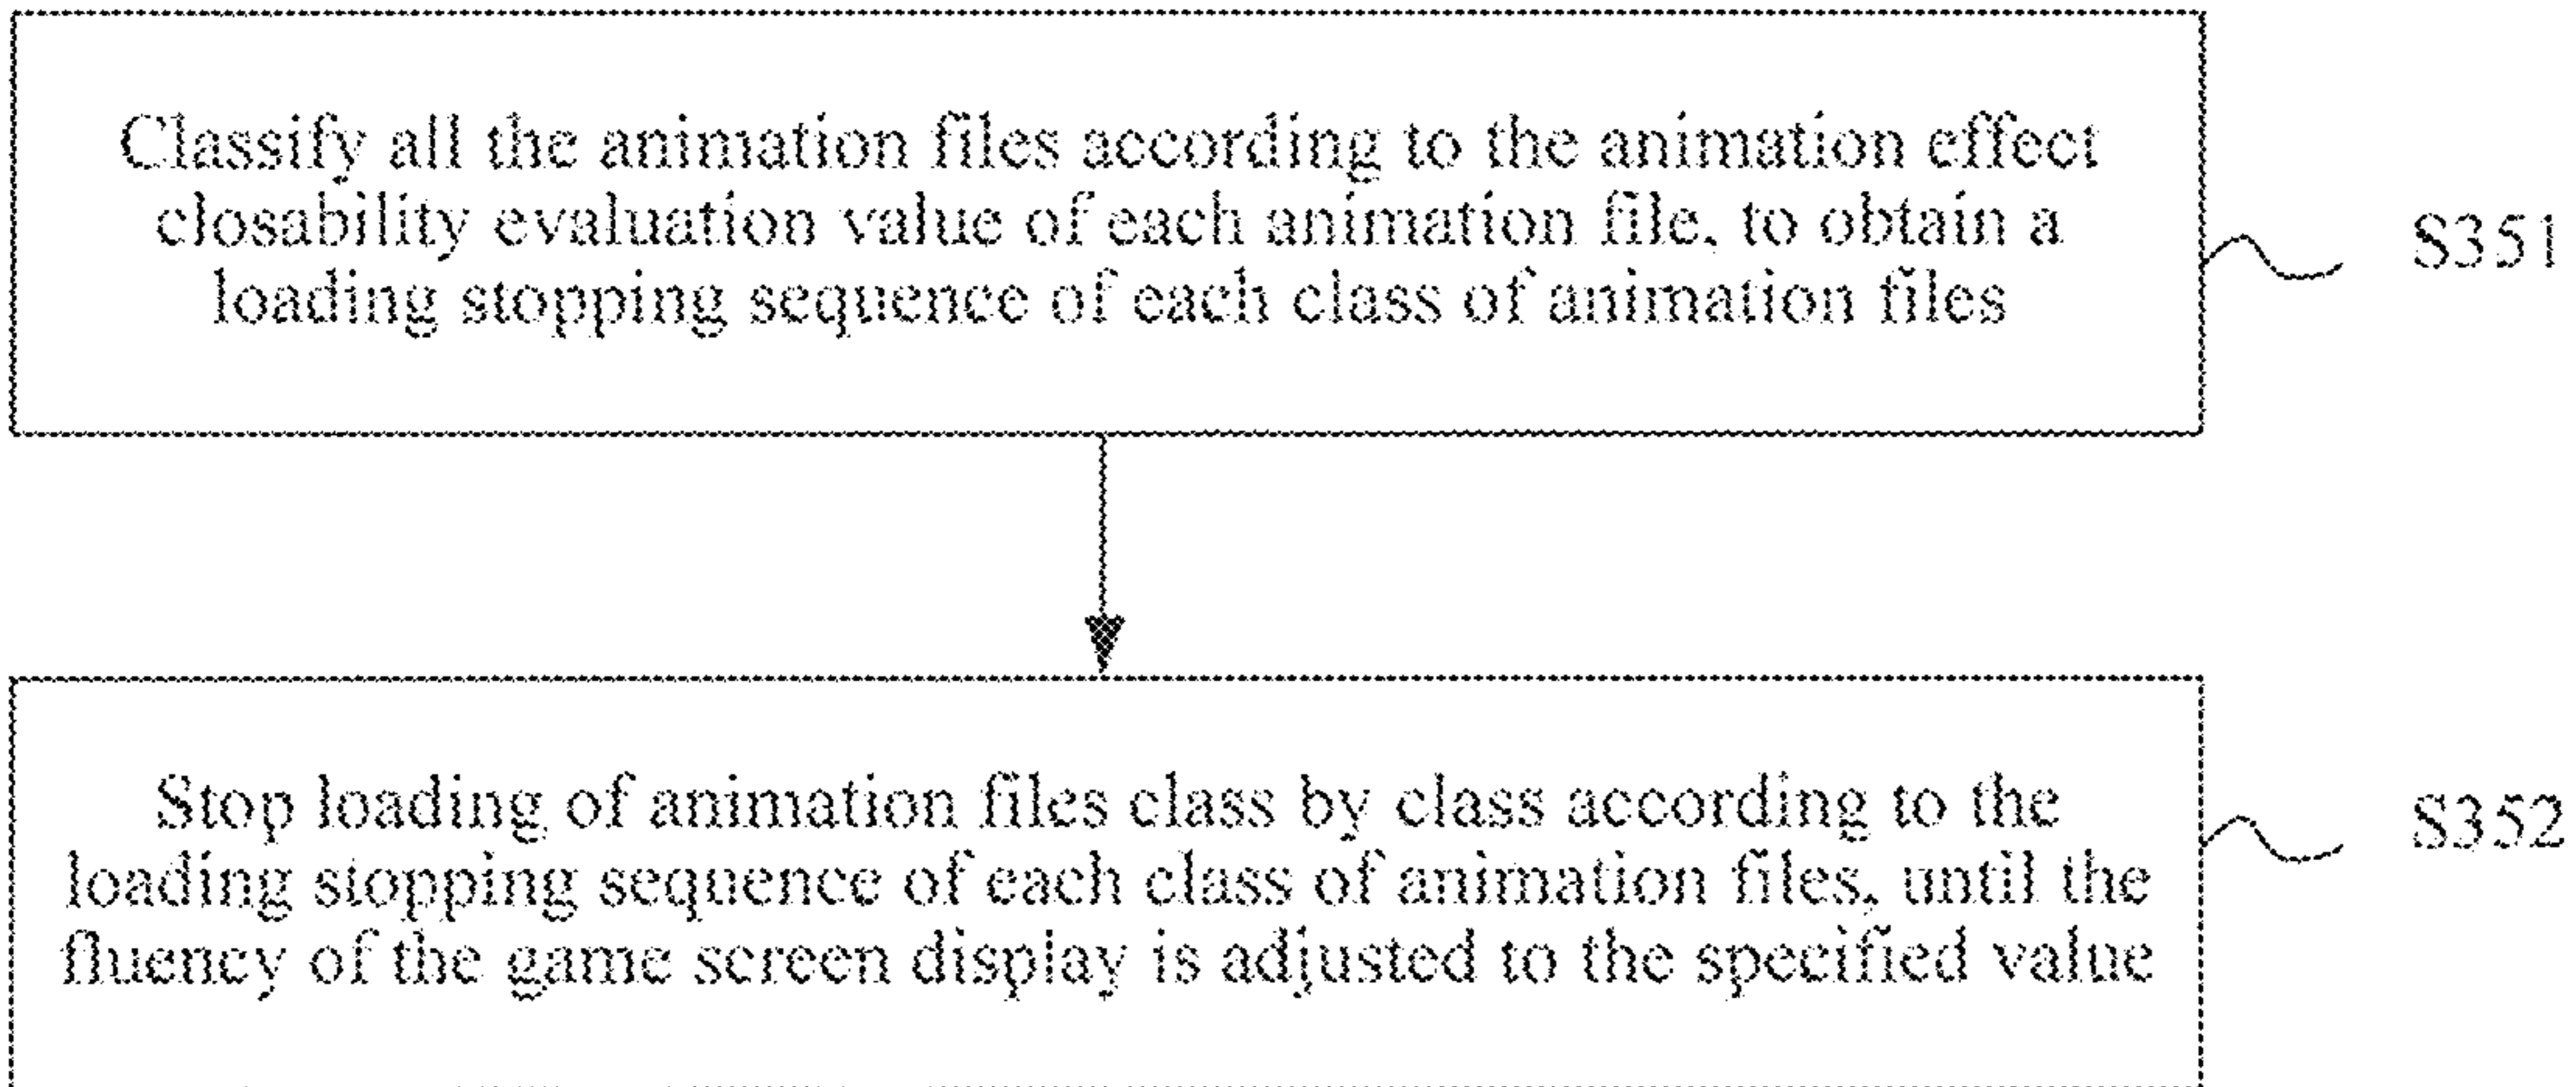 Classify all the animation files according to the animation effect
closability evaluation value of each animation file, to obtain a
loading stopping sequence of each class of animation files
S351
Stop loading of animation files class by class according to the
loading stopping sequence of each class of animation files, until the
fluency of the game screen display is adjusted to the specified value
S352